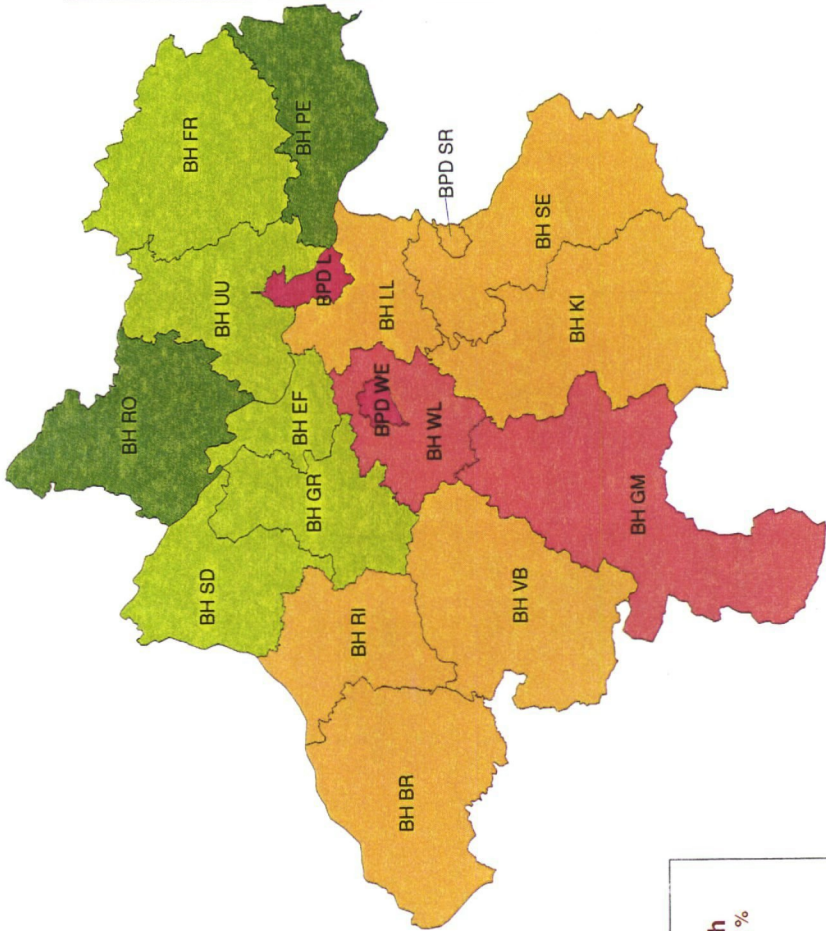 BH FR
BH PE
BH UU
BPD L
BH RO
BH EF
BH LL
BPD SR
BH SE
BH KI
BPD WE
BH WL
BH GR
BH SD
BH GM
BH RI
BH VB
BH BR
h
%